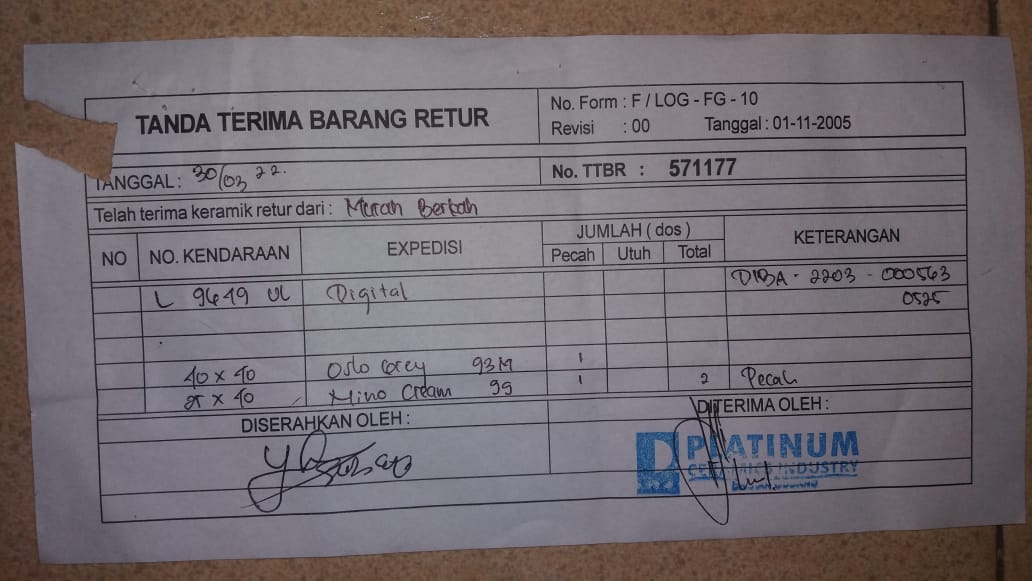 TANDA TERIMA BARANG RETUR
No. Form : F / LOG - FG - 10
Revisi : 00 Tanggal : 01-11-2005
TANGGAL : 30/03 22.
No. TTBR : 571177
Telah terima keramik retur dari : Murah Berkah
NO NO. KENDARAAN EXPEDISI JUMLAH ( dos ) KETERANGAN
Pecah Utuh Total
L 9649 UL Digital DIBA - 2203 - 000563
0525
40 x 40 Oslo Grey 93M 1
25 x 40 Mino Cream 99 1 2 Pecah
DISERAHKAN OLEH : DITERIMA OLEH :
PLATINUM
CERAMICS INDUSTRY